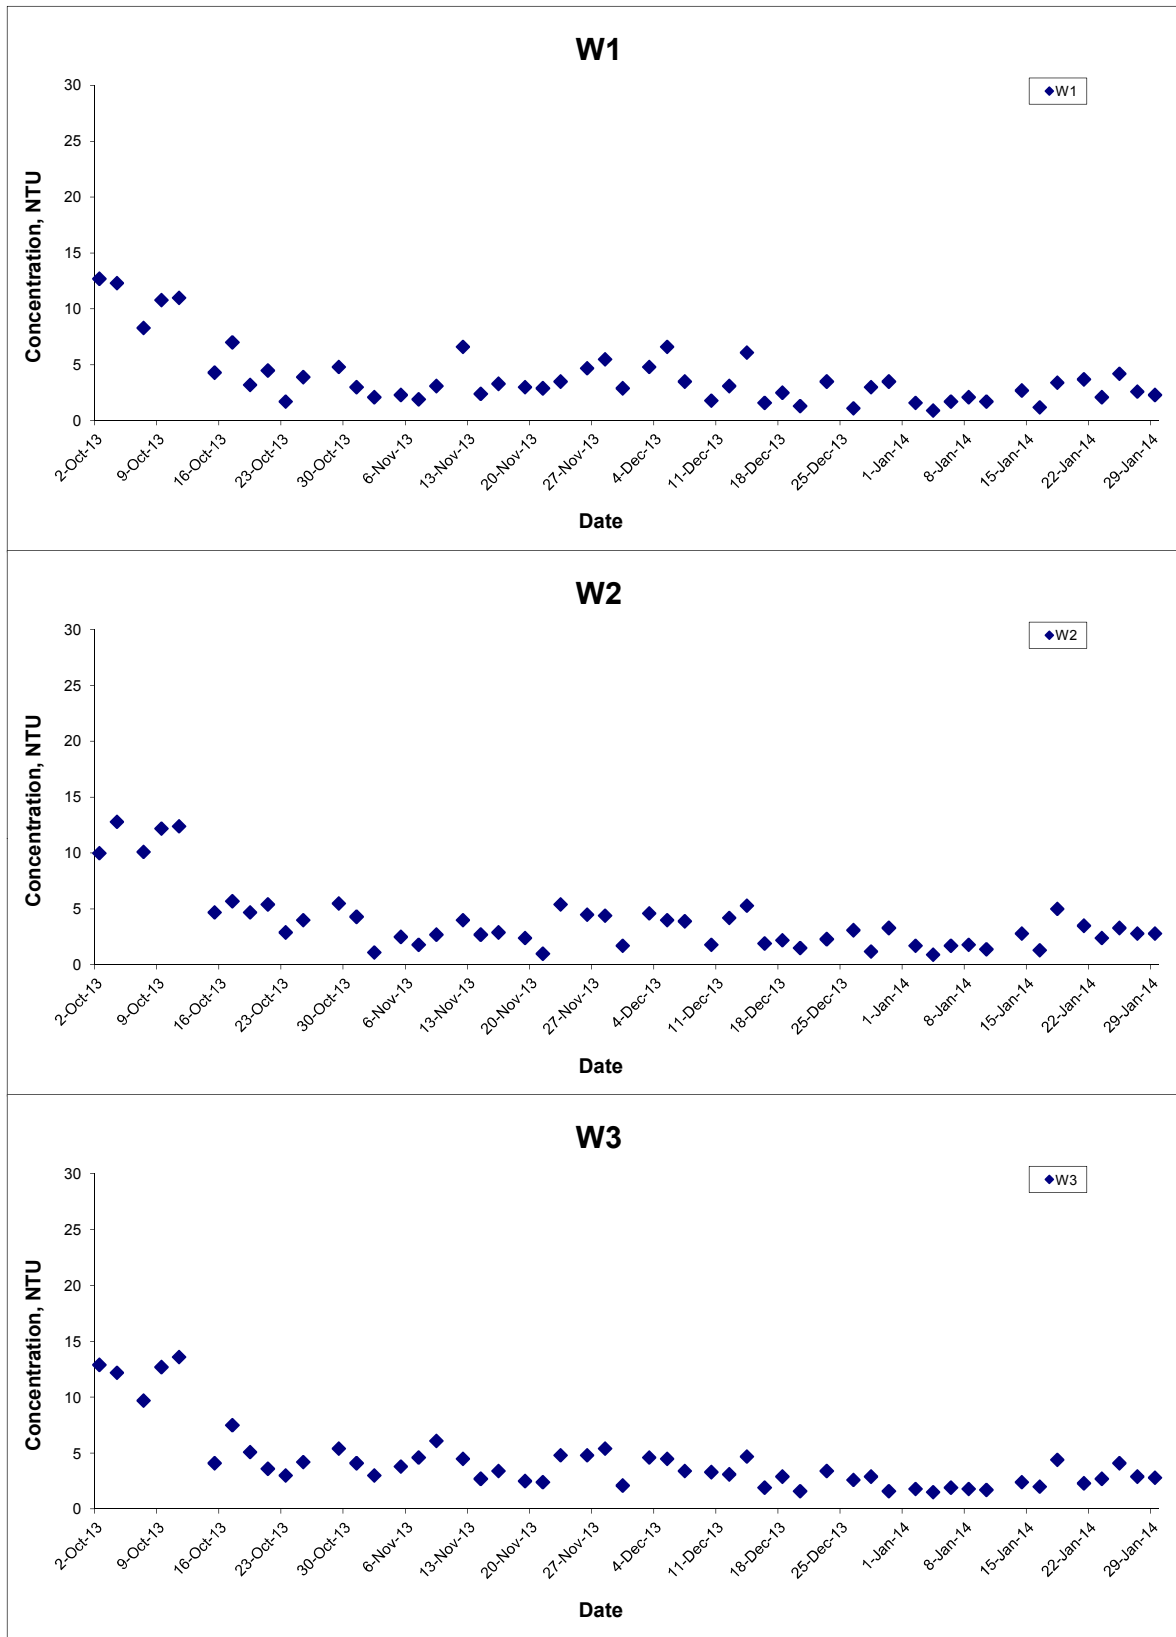 W1
W1
30
25
20
15
10
5
0
Concentration, NTU
2-Oct-13
9-Oct-13
16-Oct-13
23-Oct-13
30-Oct-13
6-Nov-13
13-Nov-13
20-Nov-13
27-Nov-13
4-Dec-13
11-Dec-13
18-Dec-13
25-Dec-13
1-Jan-14
8-Jan-14
15-Jan-14
22-Jan-14
29-Jan-14
Date
W2
W2
30
25
20
15
10
5
0
Concentration, NTU
2-Oct-13
9-Oct-13
16-Oct-13
23-Oct-13
30-Oct-13
6-Nov-13
13-Nov-13
20-Nov-13
27-Nov-13
4-Dec-13
11-Dec-13
18-Dec-13
25-Dec-13
1-Jan-14
8-Jan-14
15-Jan-14
22-Jan-14
29-Jan-14
Date
W3
W3
30
25
20
15
10
5
0
Concentration, NTU
2-Oct-13
9-Oct-13
16-Oct-13
23-Oct-13
30-Oct-13
6-Nov-13
13-Nov-13
20-Nov-13
27-Nov-13
4-Dec-13
11-Dec-13
18-Dec-13
25-Dec-13
1-Jan-14
8-Jan-14
15-Jan-14
22-Jan-14
29-Jan-14
Date